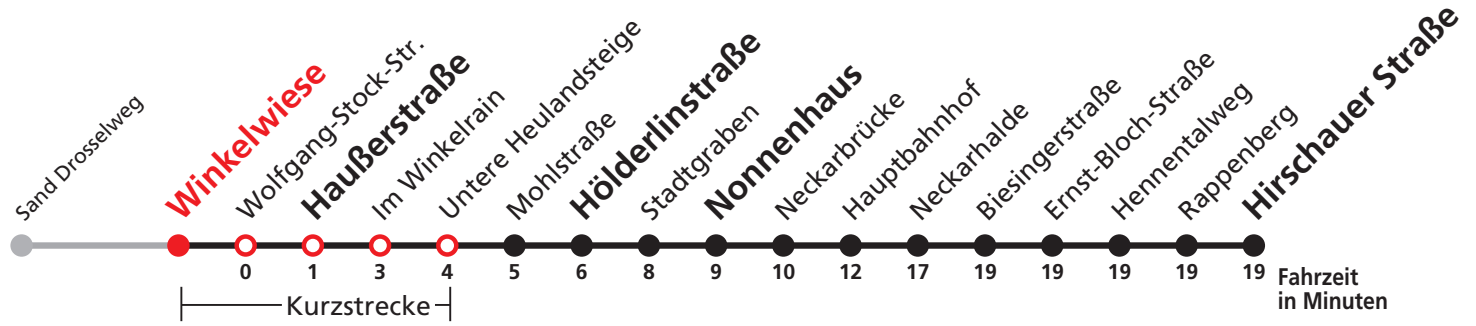 Sand Drosselweg
Winkelwiese
Wolfgang-Stock-Str.
Haußerstraße
Im Winkelrain
Untere Heulandsteige
Mohlstraße
Hölderlinstraße
Stadtgraben
Nonnenhaus
Neckarbrücke
Hauptbahnhof
Neckarhalde
Biesingerstraße
Ernst-Bloch-Straße
Hennentalweg
Rappenberg
Hirschauer Straße
0 1 3 4 5 6 8 9 10 12 17 19 19 19 19 19
Fahrzeit
in Minuten
Kurzstrecke